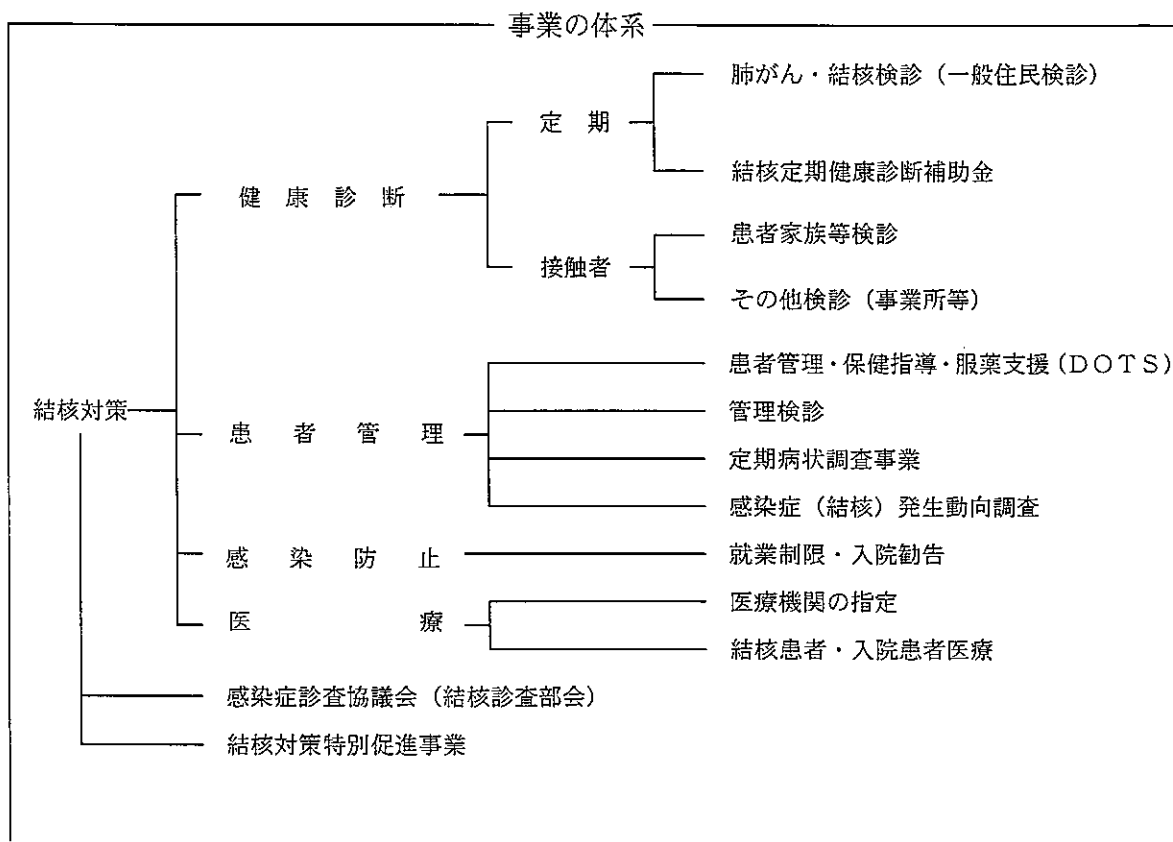 事業の体系
肺がん・結核検診（一般住民検診）
定期
結核定期健康診断補助金
健康診断
患者家族等検診
接触者
その他検診（事業所等）
患者管理・保健指導・服薬支援（ＤＯＴＳ）
結核対策
管理検診
患者管理
定期病状調査事業
感染症（結核）発生動向調査
感染防止
就業制限・入院勧告
医療機関の指定
医療
結核患者・入院患者医療
感染症診査協議会（結核診査部会）
結核対策特別促進事業